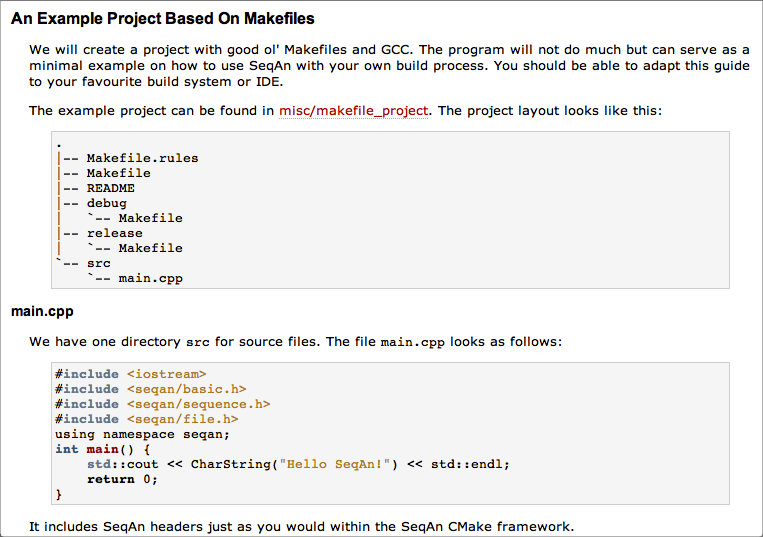 An Example Project Based On Makefiles
We will create a project with good ol' Makefiles and GCC. The program will not do much but can serve as a
minimal example on how to use SeqAn with your own build process. You should be able to adapt this guide
to your favourite build system or IDE.
The example project can be found in misc/makefile_project. The project layout looks like this:
.
|-- Makefile.rules
|-- Makefile
|-- README
|-- debug
|   `-- Makefile
|-- release
|   `-- Makefile
`-- src
    `-- main.cpp
main.cpp
We have one directory src for source files. The file main.cpp looks as follows:
#include <iostream>
#include <seqan/basic.h>
#include <seqan/sequence.h>
#include <seqan/file.h>
using namespace seqan;
int main() {
    std::cout << CharString("Hello SeqAn!") << std::endl;
    return 0;
}
It includes SeqAn headers just as you would within the SeqAn CMake framework.